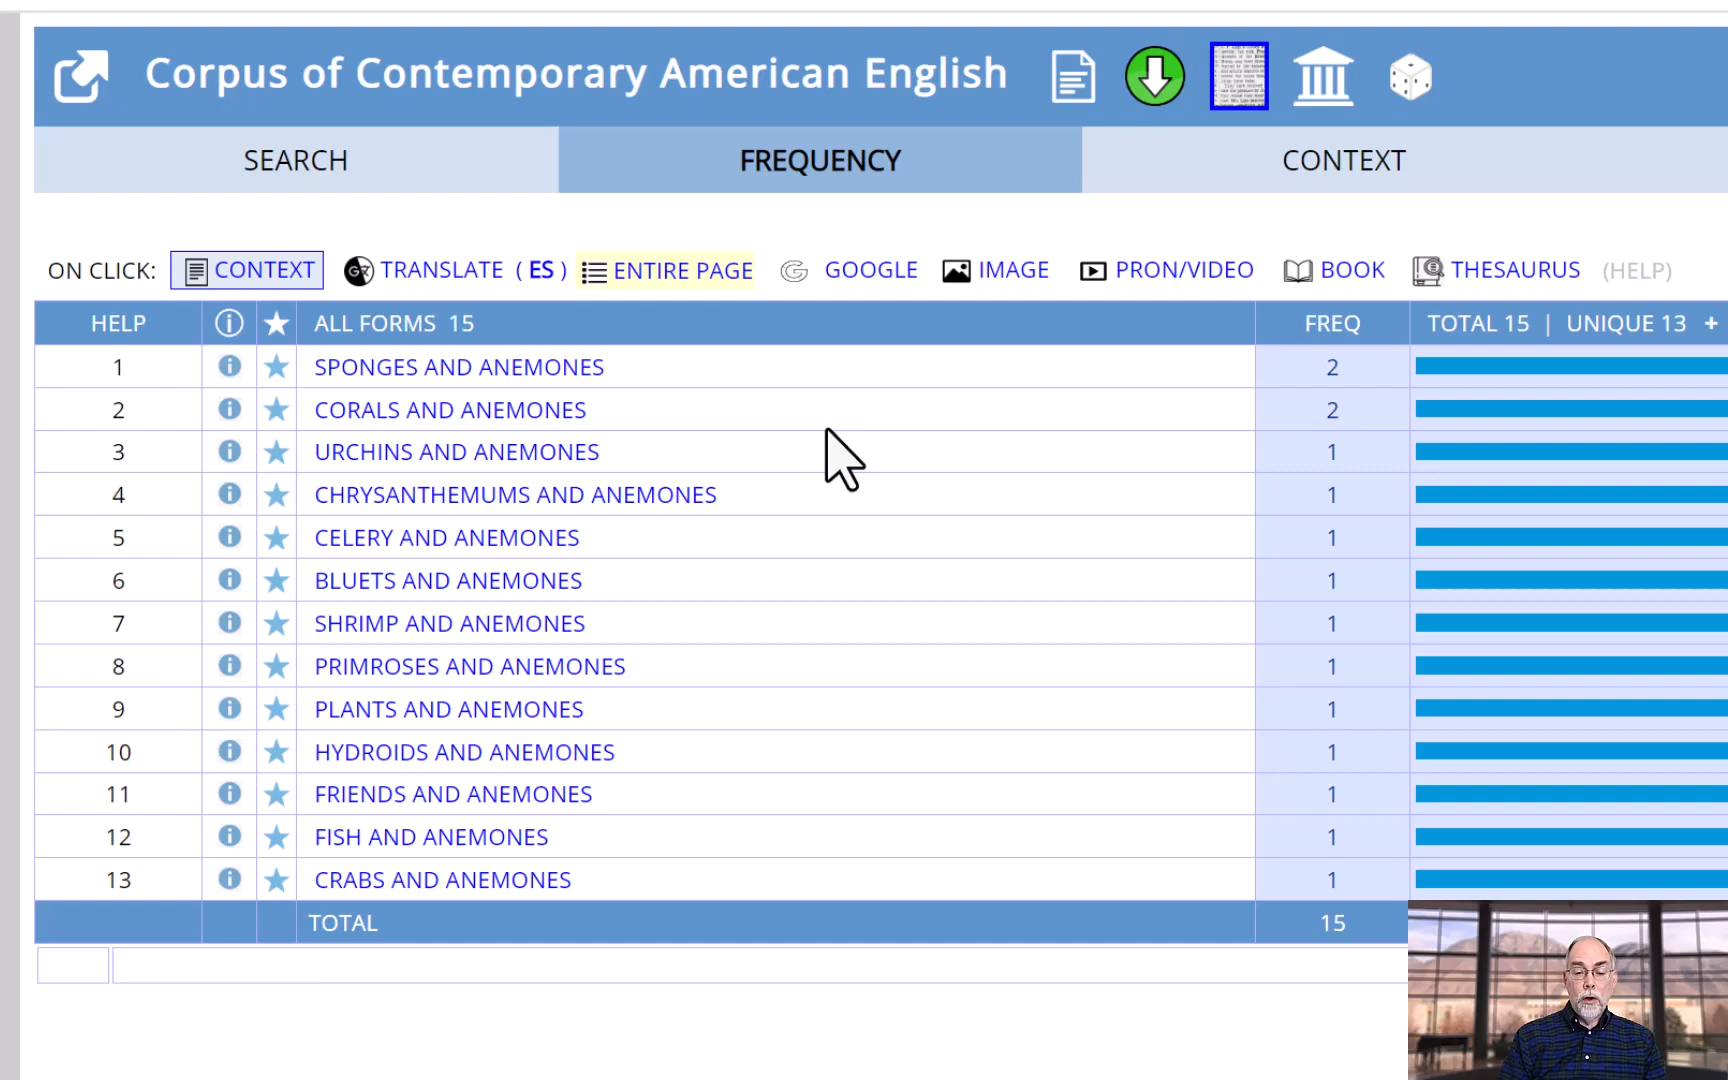 Corpus of Contemporary American English
SEARCH FREQUENCY CONTEXT
ON CLICK: CONTEXT TRANSLATE ( ES ) ENTIRE PAGE GOOGLE IMAGE PRON/VIDEO BOOK THESAURUS (HELP)
HELP ALL FORMS 15 FREQ TOTAL 15 | UNIQUE 13 +
1 SPONGES AND ANEMONES 2
2 CORALS AND ANEMONES 2
3 URCHINS AND ANEMONES 1
4 CHRYSANTHEMUMS AND ANEMONES 1
5 CELERY AND ANEMONES 1
6 BLUETS AND ANEMONES 1
7 SHRIMP AND ANEMONES 1
8 PRIMROSES AND ANEMONES 1
9 PLANTS AND ANEMONES 1
10 HYDROIDS AND ANEMONES 1
11 FRIENDS AND ANEMONES 1
12 FISH AND ANEMONES 1
13 CRABS AND ANEMONES 1
TOTAL 15